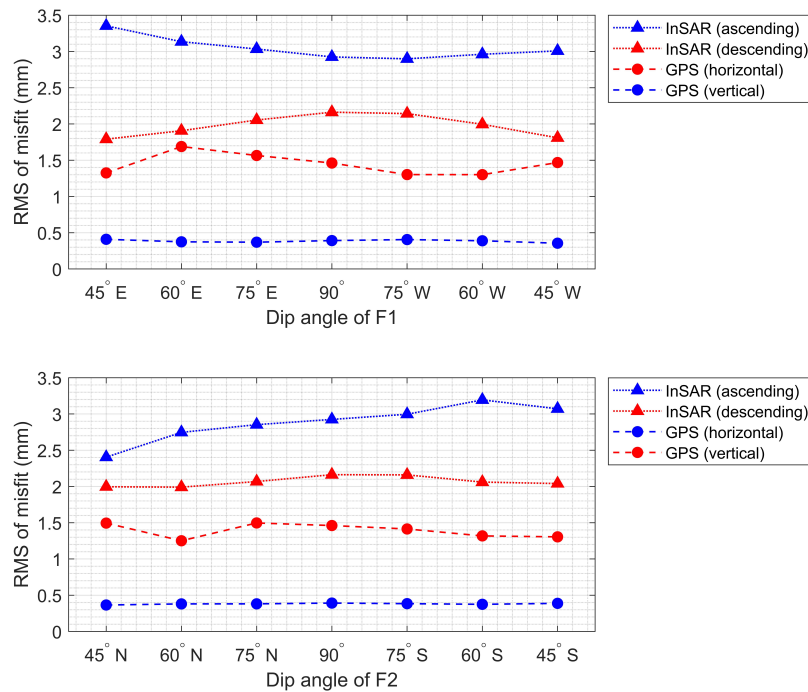 3.5
3
2.5
2
1.5
1
0.5
0
RMS of misfit (mm)
45° E 60° E 75° E 90° 75° W 60° W 45° W
Dip angle of F1
InSAR (ascending)
InSAR (descending)
GPS (horizontal)
GPS (vertical)
3.5
3
2.5
2
1.5
1
0.5
0
RMS of misfit (mm)
45° N 60° N 75° N 90° 75° S 60° S 45° S
Dip angle of F2
InSAR (ascending)
InSAR (descending)
GPS (horizontal)
GPS (vertical)